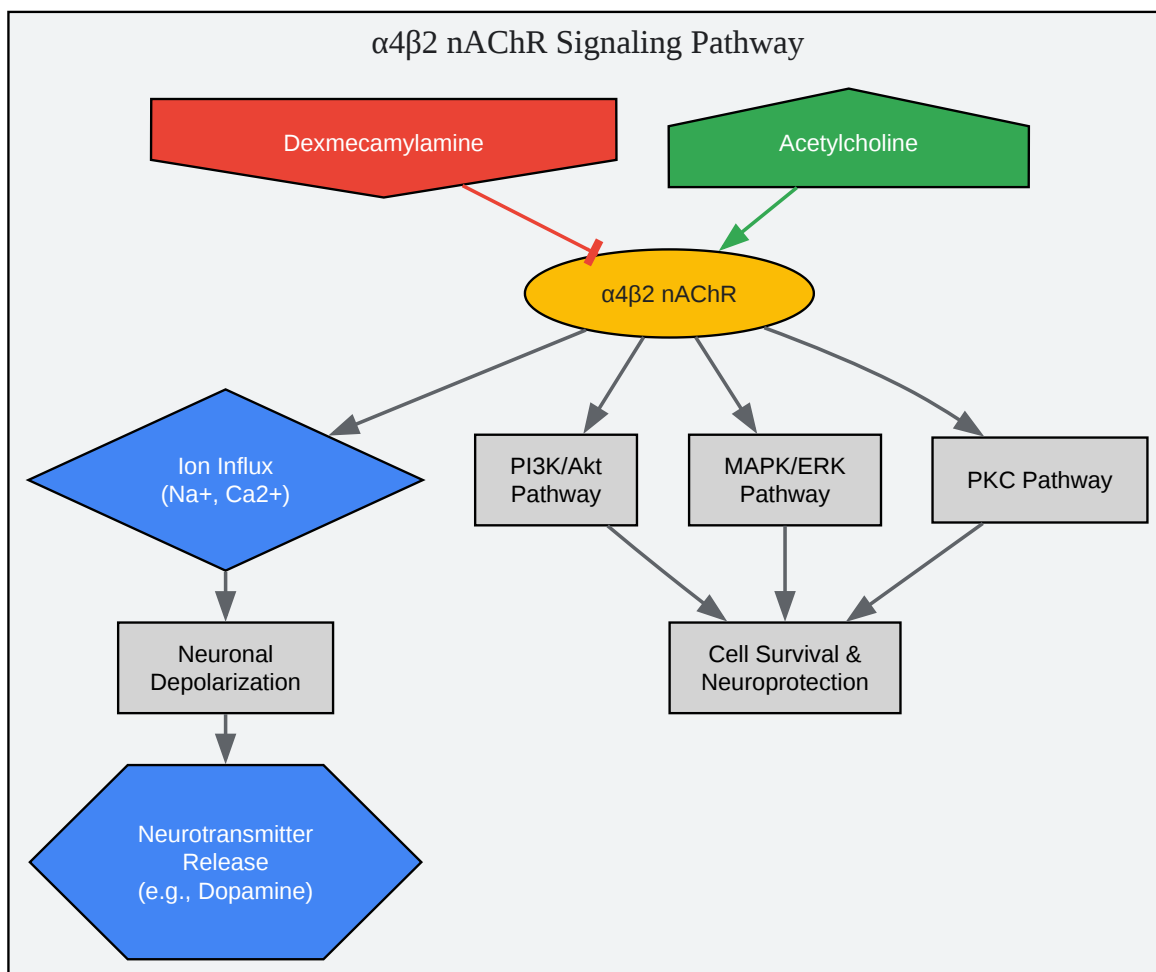 α4β2 nAChR Signaling Pathway
Dexmecamylamine
Acetylcholine
α4β2 nAChR
Ion Influx
(Na+, Ca2+)
PI3K/Akt
Pathway
MAPK/ERK
Pathway
PKC Pathway
Neuronal
Depolarization
Cell Survival &
Neuroprotection
Neurotransmitter
Release
(e.g., Dopamine)